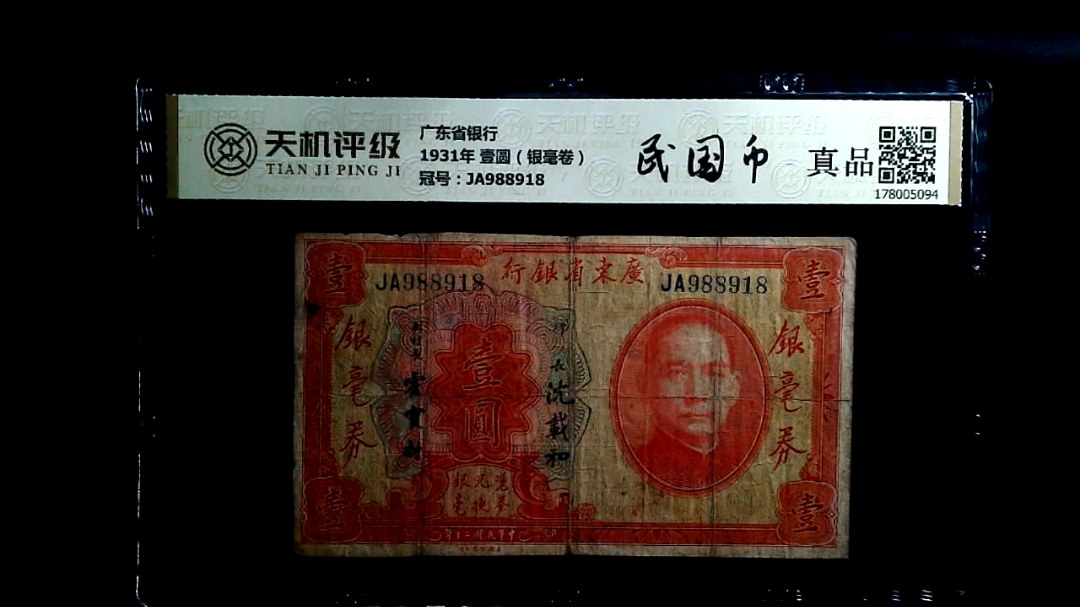 天机评级
TIAN JI PING JI
广东省银行
1931年 壹圆（银毫卷）
冠号：JA988918
民国币
真品
178005094
壹
JA988918
行銀省東廣
JA988918
壹
銀毫券
壹圓
沈載和
銀毫券
壹
壹